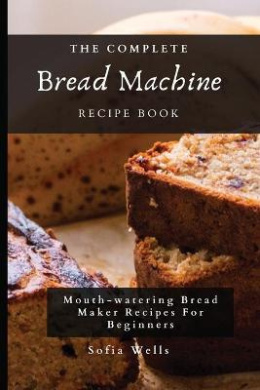 THE COMPLETE
Bread Machine
RECIPE BOOK
Mouth-watering Bread
Maker Recipes For
Beginners
Sofia Wells